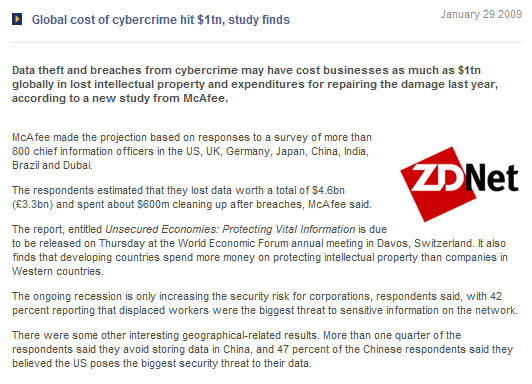 Global cost of cybercrime hit $1tn, study finds
January 29 2009
Data theft and breaches from cybercrime may have cost businesses as much as $1tn
globally in lost intellectual property and expenditures for repairing the damage last year,
according to a new study from McAfee.
McAfee made the projection based on responses to a survey of more than
800 chief information officers in the US, UK, Germany, Japan, China, India,
Brazil and Dubai.
ZDNet
The respondents estimated that they lost data worth a total of $4.6bn
(£3.3bn) and spent about $600m cleaning up after breaches, McAfee said.
The report, entitled Unsecured Economies: Protecting Vital Information is due
to be released on Thursday at the World Economic Forum annual meeting in Davos, Switzerland. It also
finds that developing countries spend more money on protecting intellectual property than companies in
Western countries.
The ongoing recession is only increasing the security risk for corporations, respondents said, with 42
percent reporting that displaced workers were the biggest threat to sensitive information on the network.
There were some other interesting geographical-related results. More than one quarter of the
respondents said they avoid storing data in China, and 47 percent of the Chinese respondents said they
believed the US poses the biggest security threat to their data.